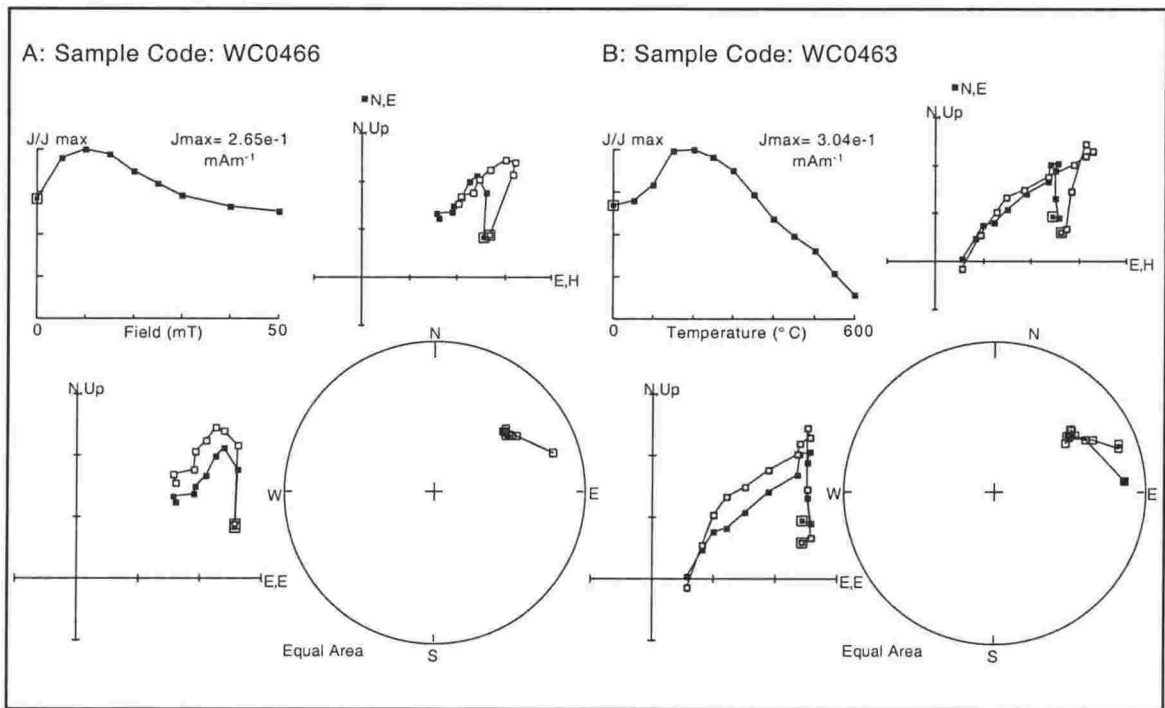 A: Sample Code: WC0466
J/J max
Jmax= 2.65e-1
mAm⁻¹
0
Field (mT)
50
N,E
N,Up
E,H
N,Up
E,E
N
W
E
S
Equal Area
B: Sample Code: WC0463
J/J max
Jmax= 3.04e-1
mAm⁻¹
0
Temperature (°C)
600
N,Up
E,H
N,Up
E,E
N
W
E
S
Equal Area